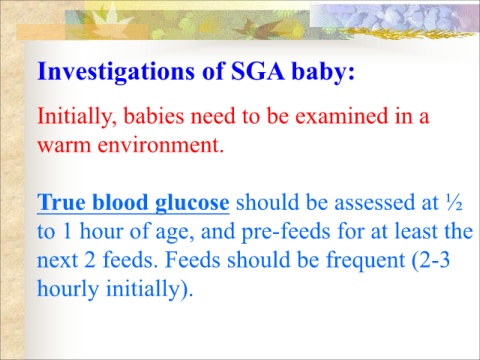 Investigations of SGA baby:
Initially, babies need to be examined in a
warm environment.
True blood glucose should be assessed at ½
to 1 hour of age, and pre-feeds for at least the
next 2 feeds. Feeds should be frequent (2-3
hourly initially).